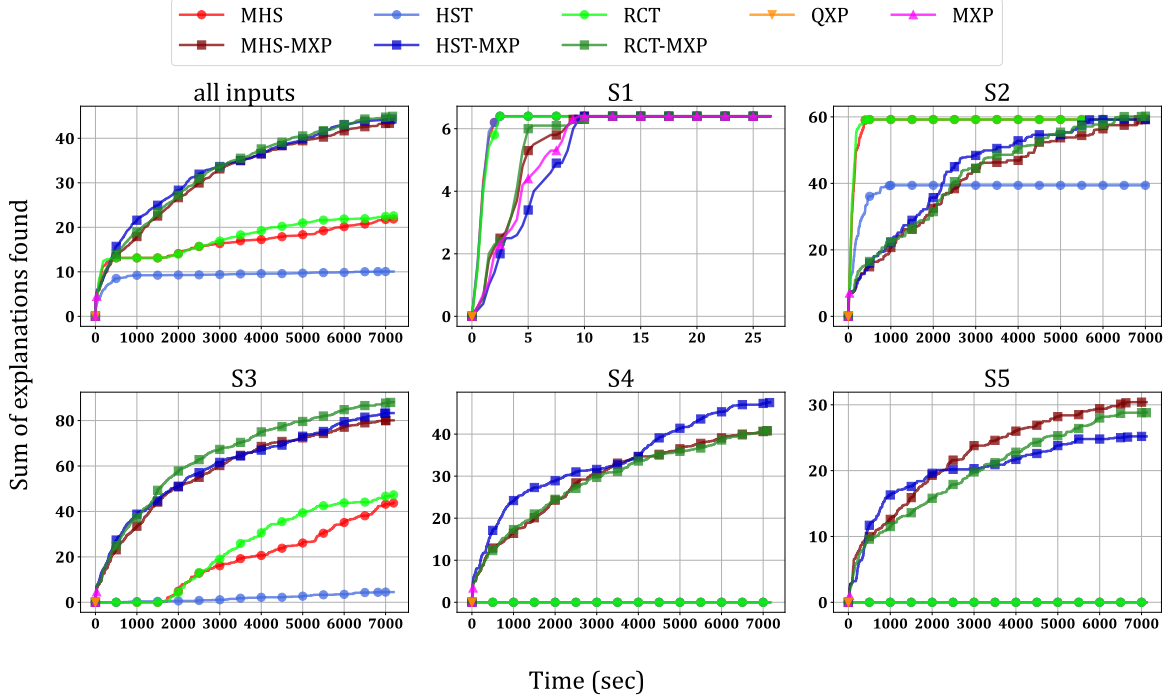 MHS HST RCT QXP MXP
MHS-MXP HST-MXP RCT-MXP
all inputs S1 S2
40 30 20 10 0
0 1000 2000 3000 4000 5000 6000 7000
6 4 2 0
0 5 10 15 20 25
60 40 20 0
0 1000 2000 3000 4000 5000 6000 7000
Sum of explanations found
S3 S4 S5
80 60 40 20 0
0 1000 2000 3000 4000 5000 6000 7000
40 30 20 10 0
0 1000 2000 3000 4000 5000 6000 7000
30 20 10 0
0 1000 2000 3000 4000 5000 6000 7000
Time (sec)